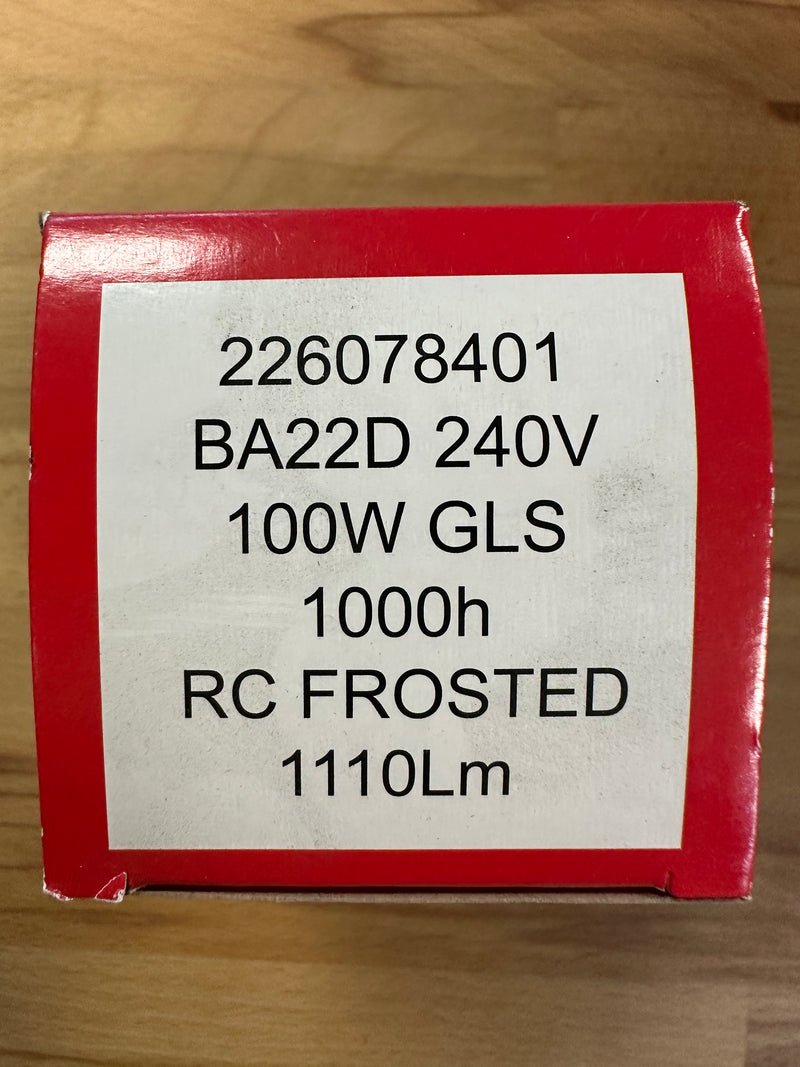 226078401
BA22D 240V
100W GLS
1000h
RC FROSTED
1110Lm